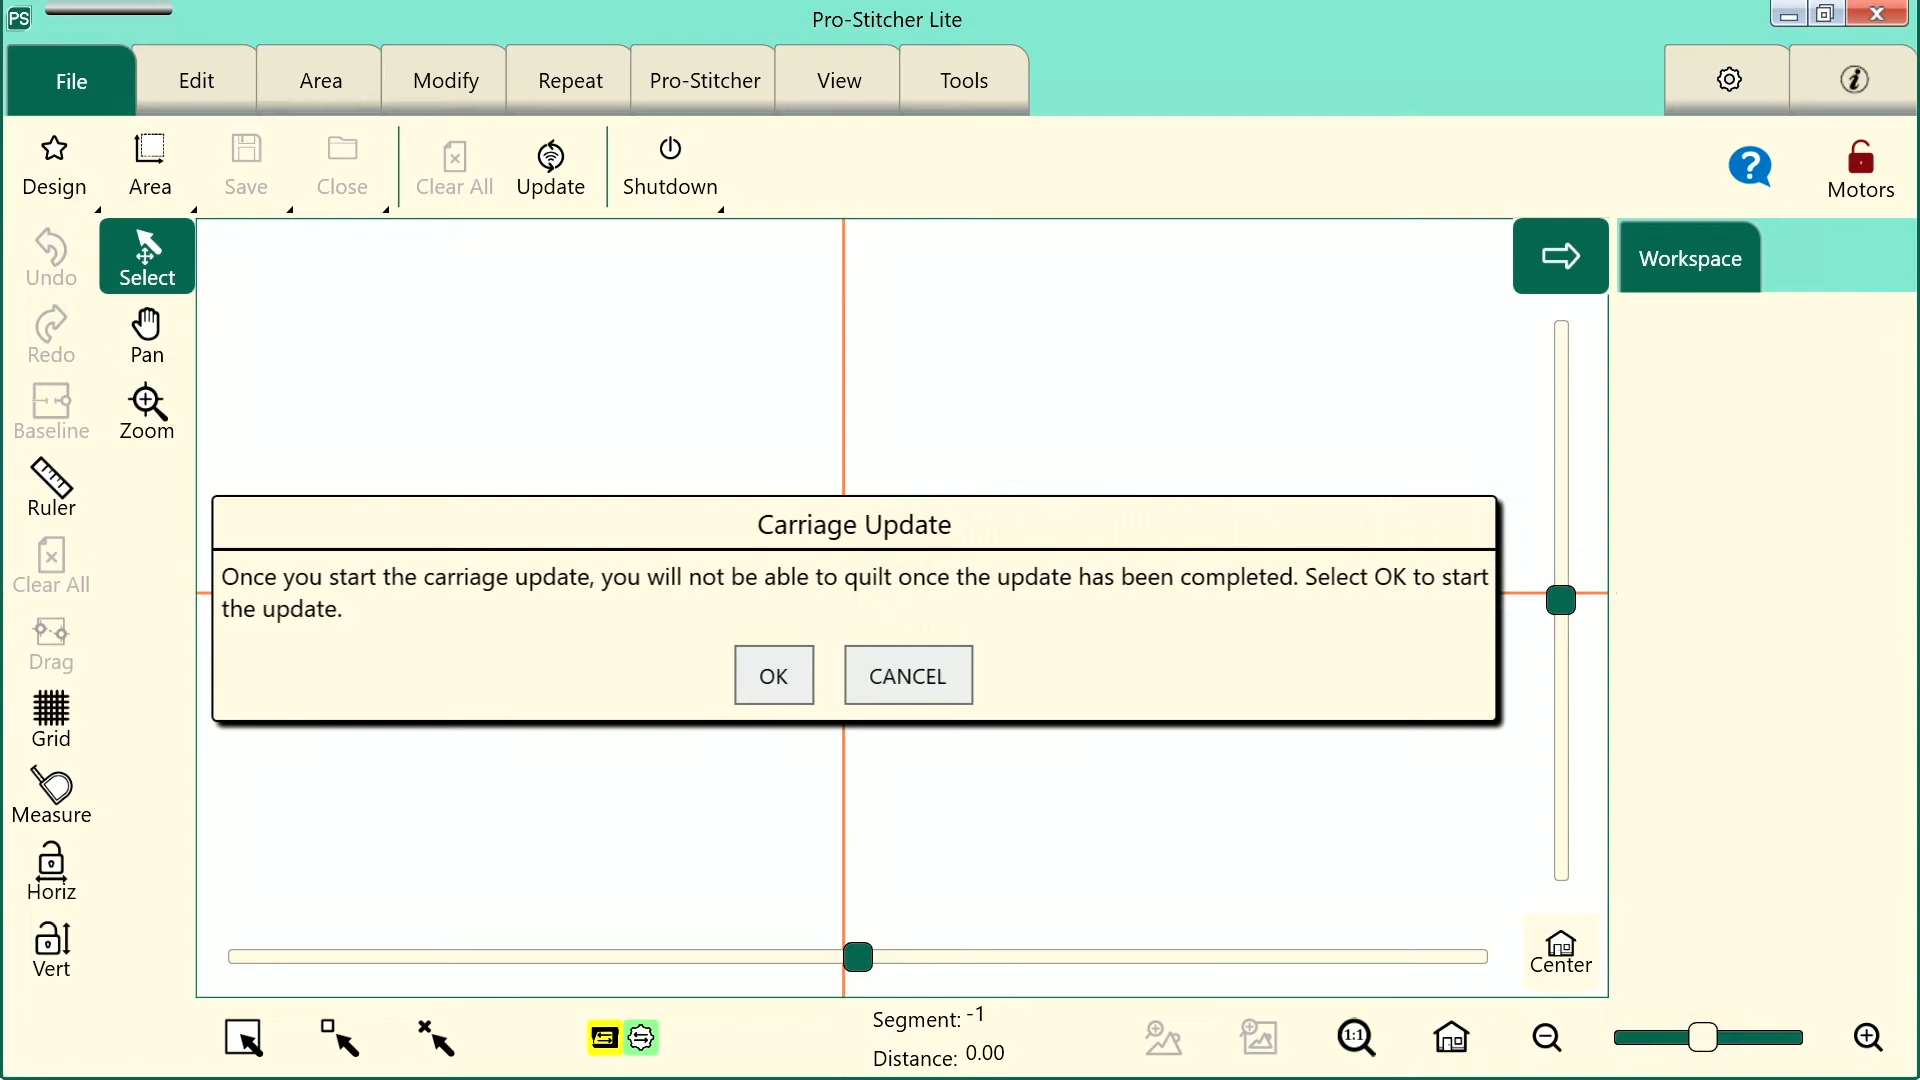 PS
Pro-Stitcher Lite
File Edit Area Modify Repeat Pro-Stitcher View Tools
Design Area Save Close Clear All Update Shutdown Motors
Undo Select Workspace
Redo Pan
Baseline Zoom
Ruler
Carriage Update
Once you start the carriage update, you will not be able to quilt once the update has been completed. Select OK to start
the update.
OK CANCEL
Clear All
Drag
Grid
Measure
Horiz
Vert
Center
Segment: -1
Distance: 0.00
1:1